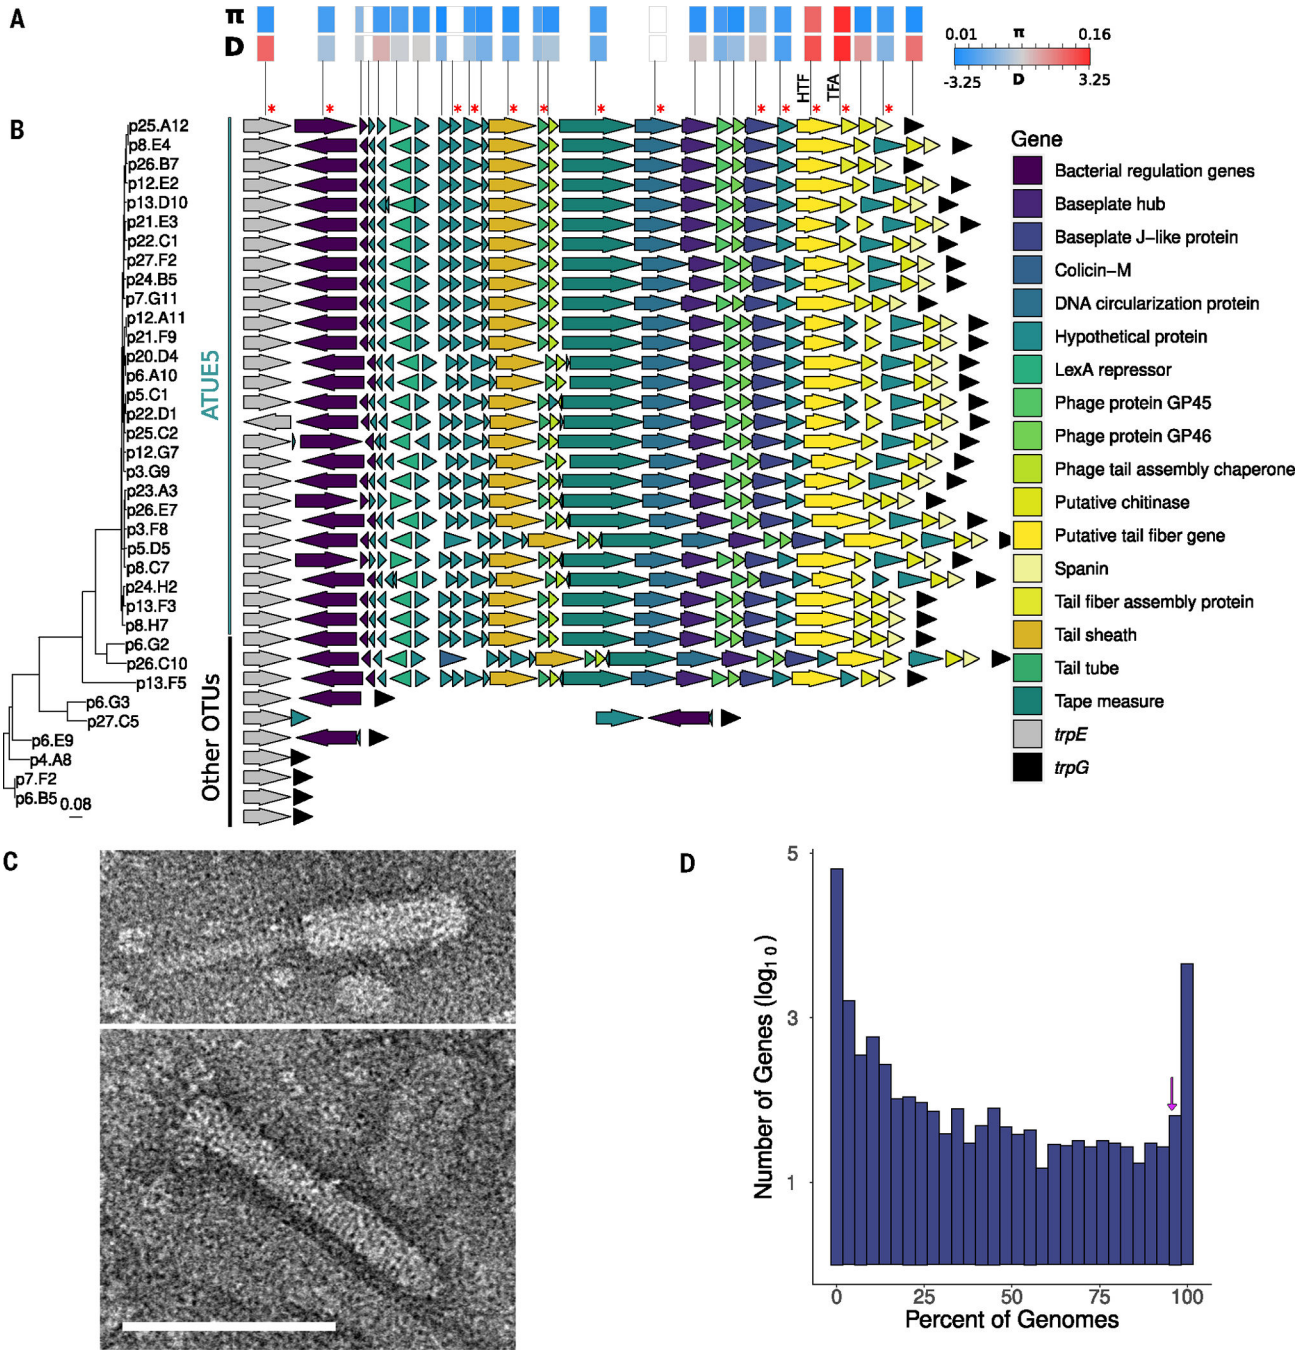 A
π
D
0.01 π 0.16
-3.25 D 3.25
HTF
TFA
* * * * * * * * * * * * *
B
p25.A12
p8.E4
p26.B7
p12.E2
p13.D10
p21.E3
p22.C1
p27.F2
p24.B5
p7.G11
p12.A11
p21.F9
p20.D4
p6.A10
p5.C1
p22.D1
p25.C2
p12.G7
p3.G9
p23.A3
p26.E7
p3.F8
p5.D5
p8.C7
p24.H2
p13.F3
p8.H7
p6.G2
p26.C10
p13.F5
p6.G3
p27.C5
p6.E9
p4.A8
p7.F2
p6.B5
0.08
ATUE5
Other OTUs
Gene
Bacterial regulation genes
Baseplate hub
Baseplate J-like protein
Colicin-M
DNA circularization protein
Hypothetical protein
LexA repressor
Phage protein GP45
Phage protein GP46
Phage tail assembly chaperone
Putative chitinase
Putative tail fiber gene
Spanin
Tail fiber assembly protein
Tail sheath
Tail tube
Tape measure
trpE
trpG
C
D
Number of Genes (log10)
5
3
1
0 25 50 75 100
Percent of Genomes